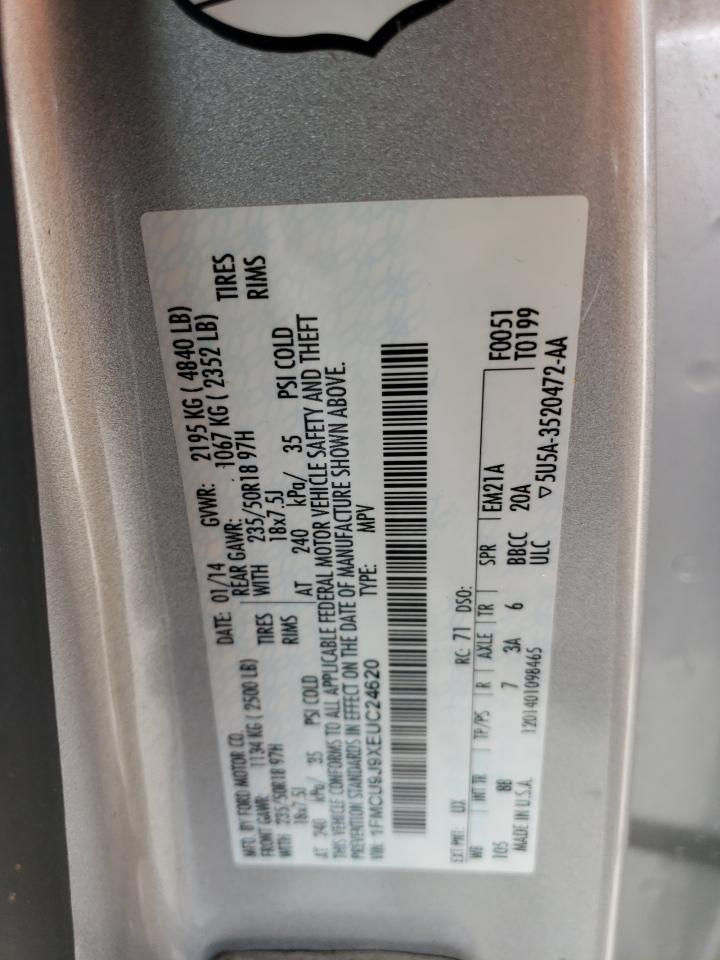 MFD. BY FORD MOTOR CO.
DATE: 01/14 GVWR: 2195 KG ( 4840 LB)
FRONT GAWR: 1134 KG ( 2500 LB) REAR GAWR: 1067 KG ( 2352 LB)
WITH 235/50R18 97H TIRES WITH 235/50R18 97H TIRES
18x7.5J RIMS 18x7.5J RIMS
AT 240 kPa/ 35 PSI COLD AT 240 kPa/ 35 PSI COLD
THIS VEHICLE CONFORMS TO ALL APPLICABLE FEDERAL MOTOR VEHICLE SAFETY AND THEFT
PREVENTION STANDARDS IN EFFECT ON THE DATE OF MANUFACTURE SHOWN ABOVE.
VIN: 1FMCU9J9XEUC24620 TYPE: MPV
EXT PNT: UX RC: 71 DSO: F0051
WB INT TR TP/PS R AXLE TR SPR EM21A T0199
105 BB 7 3A 6 BBCC 20A
MADE IN U.S.A. 1201401098465 ULC ▽5U5A-3520472-AA